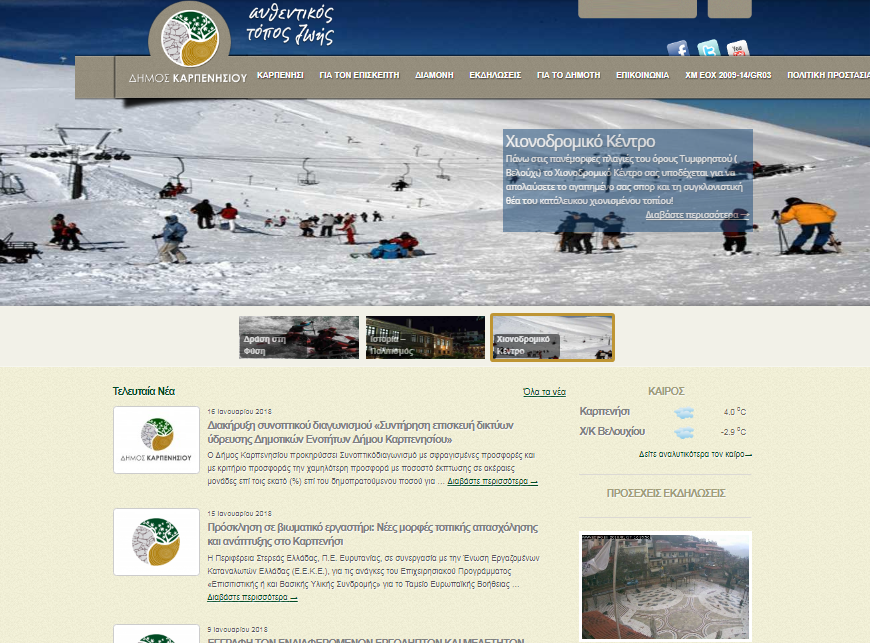 αυθεντικός
τόπος ζωής
ΔΗΜΟΣ ΚΑΡΠΕΝΗΣΙΟΥ
ΚΑΡΠΕΝΗΣΙ ΓΙΑ ΤΟΝ ΕΠΙΣΚΕΠΤΗ ΔΙΑΜΟΝΗ ΕΚΔΗΛΩΣΕΙΣ ΓΙΑ ΤΟ ΔΗΜΟΤΗ ΕΠΙΚΟΙΝΩΝΙΑ ΧΜ ΕΟΧ 2009-14/GR03 ΠΟΛΙΤΙΚΗ ΠΡΟΣΤΑΣΙΑ
Χιονοδρομικό Κέντρο
Πάνω στις πανέμορφες πλαγιές του όρους Τυμφρηστού (
Βελούχι) το Χιονοδρομικό Κέντρο σας υποδέχεται για να
απολαύσετε το αγαπημένο σας σπορ και τη συγκλονιστική
θέα του κατάλευκου χιονισμένου τοπίου!
Διαβάστε περισσότερα →
Δράση στη
Φύση
Ιστορία –
Πολιτισμός
Χιονοδρομικό
Κέντρο
Τελευταία Νέα
Όλα τα νέα
16 Ιανουαρίου 2018
Διακήρυξη συνοπτικού διαγωνισμού «Συντήρηση επισκευή δικτύων
ύδρευσης Δημοτικών Ενοτήτων Δήμου Καρπενησίου»
Ο Δήμος Καρπενησίου προκηρύσσει Συνοπτικόδιαγωνισμό με σφραγισμένες προσφορές και
με κριτήριο προσφοράς την χαμηλότερη προσφορά με ποσοστό έκπτωσης σε ακέραιες
μονάδες επί τοις εκατό (%) επί του δημοπρατούμενου ποσού για ... Διαβάστε περισσότερα →
ΔΗΜΟΣ ΚΑΡΠΕΝΗΣΙΟΥ
15 Ιανουαρίου 2018
Πρόσκληση σε βιωματικό εργαστήρι: Νέες μορφές τοπικής απασχόλησης
και ανάπτυξης στο Καρπενήσι
Η Περιφέρεια Στερεάς Ελλάδας, Π.Ε. Ευρυτανίας, σε συνεργασία με την Ένωση Εργαζομένων
Καταναλωτών Ελλάδας (Ε.Ε.Κ.Ε.), για τις ανάγκες του Επιχειρησιακού Προγράμματος
«Επισιτιστικής ή και Βασικής Υλικής Συνδρομής» για το Ταμείο Ευρωπαϊκής Βοήθειας ...
Διαβάστε περισσότερα →
9 Ιανουαρίου 2018
ΕΓΓΡΑΦΗ ΤΩΝ ΕΝΔΙΑΦΕΡΟΜΕΝΩΝ ΕΡΓΟΛΗΠΤΩΝ ΚΑΙ ΜΕΛΕΤΗΤΩΝ
ΚΑΙΡΟΣ
Καρπενήσι 4.0 °C
Χ/Κ Βελουχίου -2.9 °C
Δείτε αναλυτικότερα τον καίρο→
ΠΡΟΣΕΧΕΙΣ ΕΚΔΗΛΩΣΕΙΣ